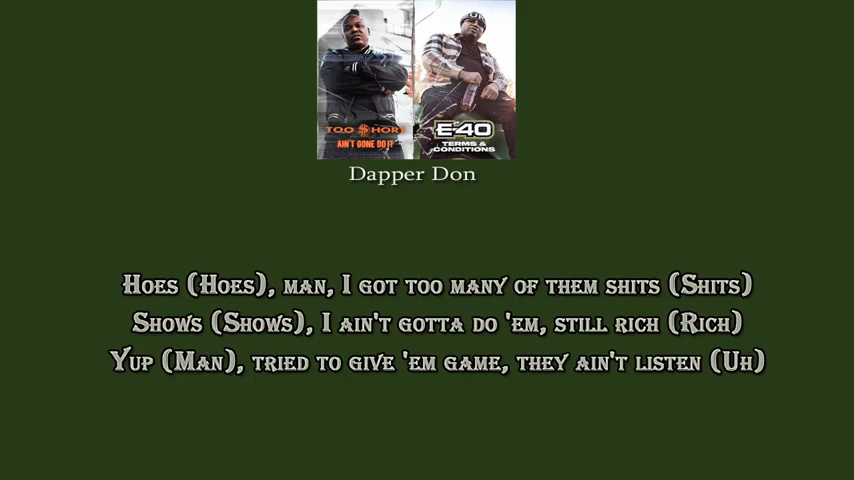 TOO $HORT
AIN'T GONE DO IT
E-40
TERMS &
CONDITIONS
Dapper Don
Hoes (Hoes), man, I got too many of them shits (Shits)
Shows (Shows), I ain't gotta do 'em, still rich (Rich)
Yup (Man), tried to give 'em game, they ain't listen (Uh)